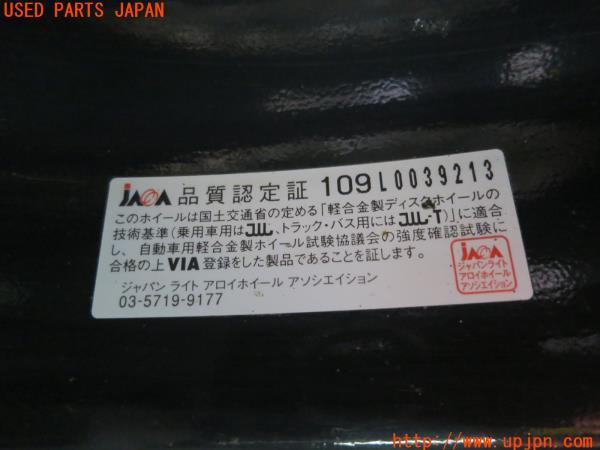 USED PARTS JAPAN
JAWA 品質認定証 109L0039213
このホイールは国土交通省の定める「軽合金製ディスクホイールの
技術基準(乗用車用はJWL、トラック・バス用にはJWL-T)」に適合
し、自動車用軽合金製ホイール試験協議会の強度確認試験に
合格の上VIA登録をした製品であることを証します。
ジャパン ライト アロイホイール アソシエイション
03-5719-9177
JAWA
ジャパンライト
アロイホイール
アソシエイション
(C)UPJ
http://www.upjpn.com/